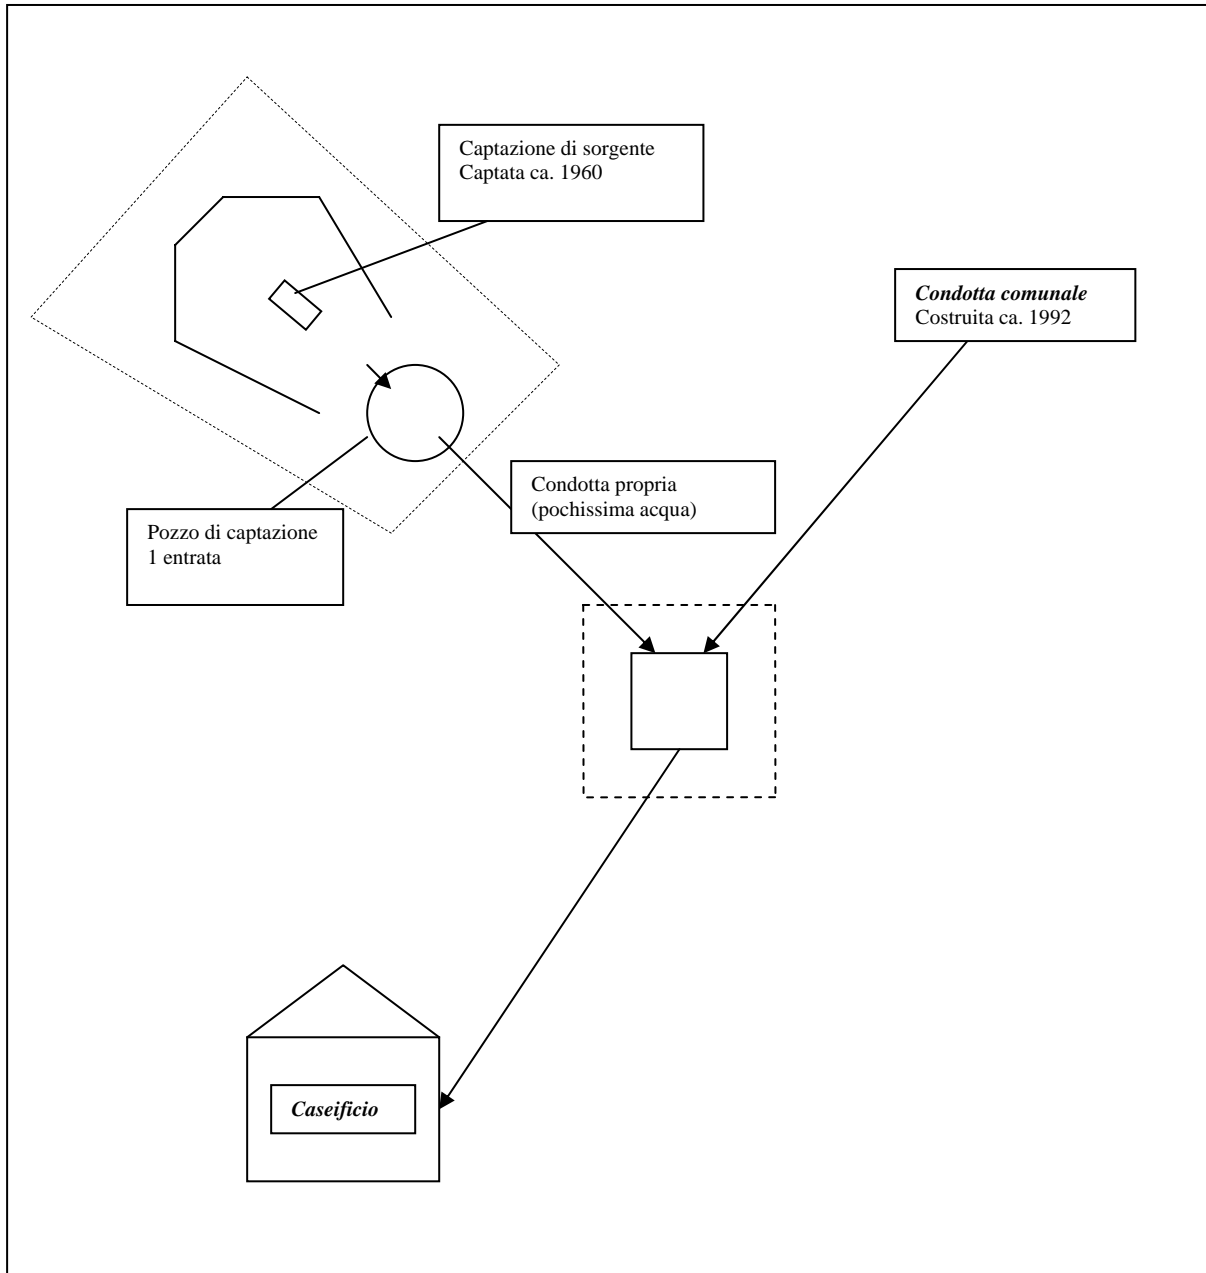 Captazione di sorgente
Captata ca. 1960
Condotta comunale
Costruita ca. 1992
Condotta propria
(pochissima acqua)
Pozzo di captazione
1 entrata
Caseificio